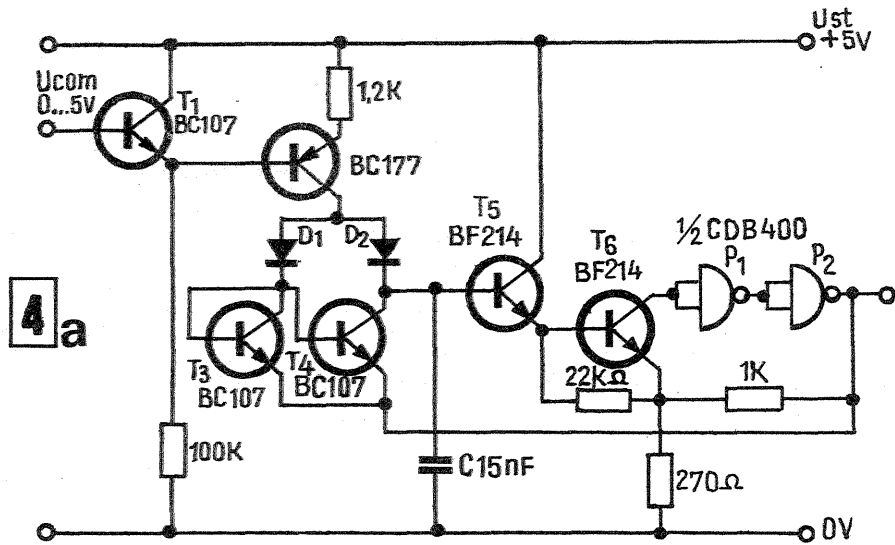 Ust
+5V
Ucom
0...5V
T1
BC107
1,2K
BC177
D1
D2
T5
BF214
T6
BF214
1/2 CDB400
P1
P2
4a
T3
BC107
T4
BC107
22KΩ
1K
100K
C15nF
270Ω
0V